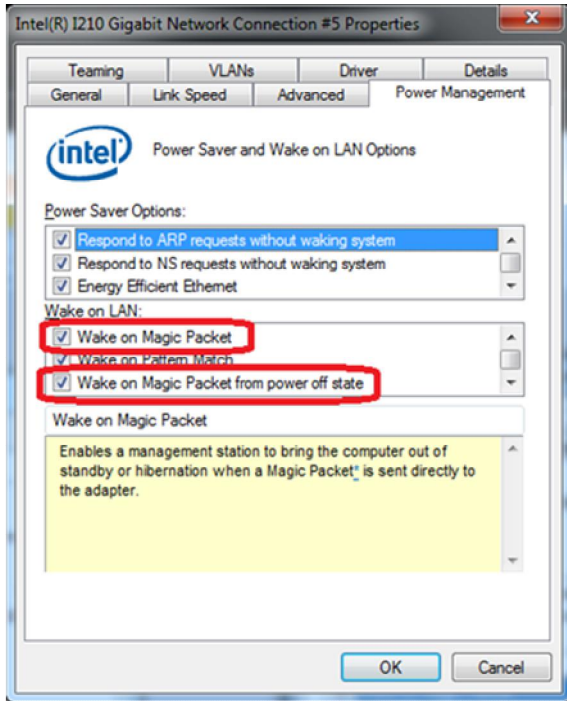 Intel(R) I210 Gigabit Network Connection #5 Properties
Teaming VLANs Driver Details
General Link Speed Advanced Power Management
intel
Power Saver and Wake on LAN Options
Power Saver Options:
Respond to ARP requests without waking system
Respond to NS requests without waking system
Energy Efficient Ethernet
Wake on LAN:
Wake on Magic Packet
Wake on Pattern Match
Wake on Magic Packet from power off state
Wake on Magic Packet
Enables a management station to bring the computer out of
standby or hibernation when a Magic Packet* is sent directly to
the adapter.
OK Cancel